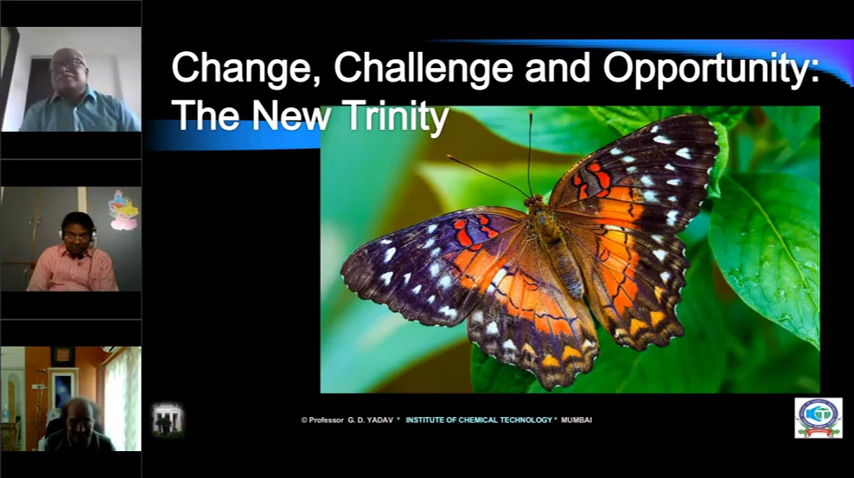 Change, Challenge and Opportunity:
The New Trinity
© Professor G. D. YADAV * INSTITUTE OF CHEMICAL TECHNOLOGY * MUMBAI